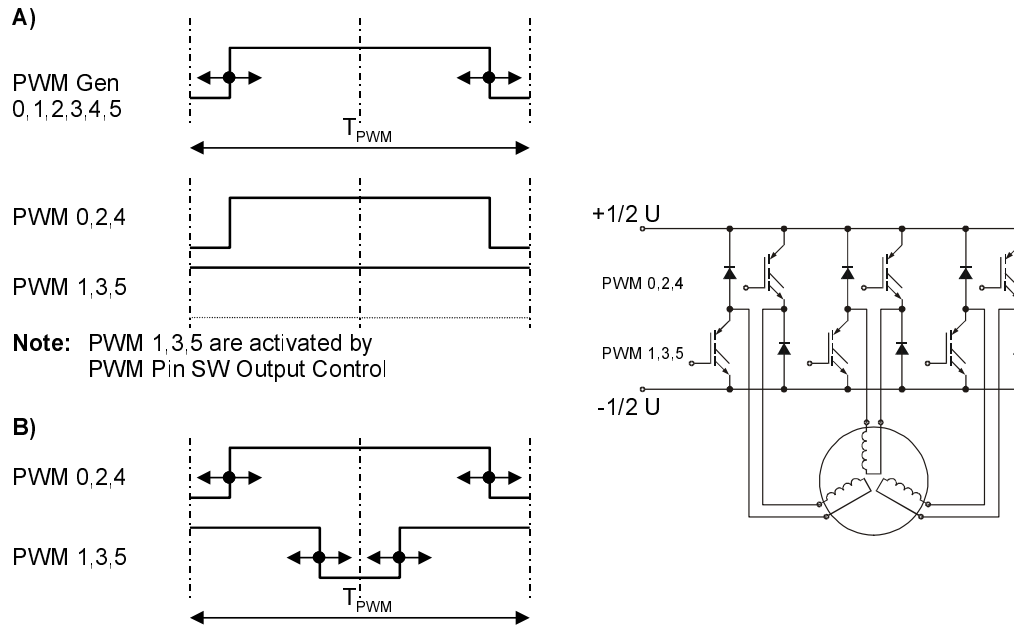 A)
PWM Gen
0,1,2,3,4,5
TPWM
PWM 0,2,4
PWM 1,3,5
Note: PWM 1,3,5 are activated by
PWM Pin SW Output Control
B)
PWM 0,2,4
PWM 1,3,5
TPWM
+1/2 U
PWM 0,2,4
PWM 1,3,5
-1/2 U